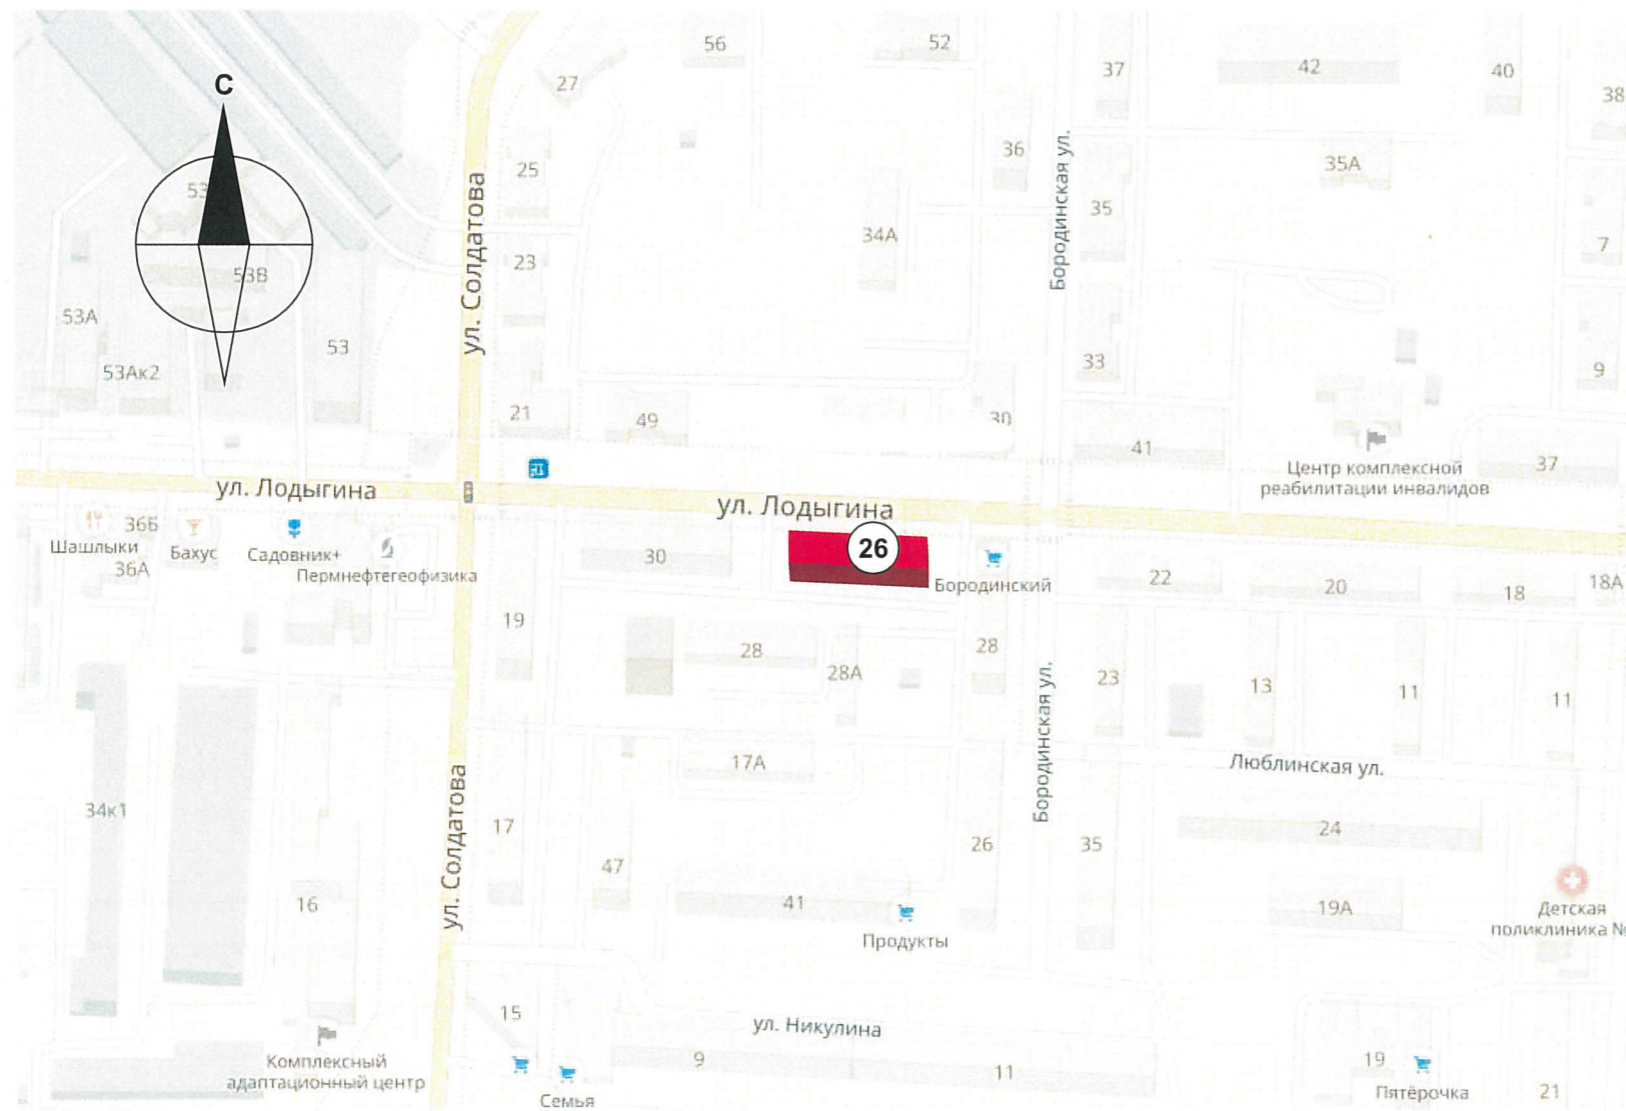 С
56
52
27
37
42
40
38
53
25
36
35А
34А
35
7
23
53В
53А
53
33
9
53Ак2
21
49
30
41
37
ул. Солдатова
Бородинская ул.
Центр комплексной
реабилитации инвалидов
ул. Лодыгина
ул. Лодыгина
36Б
Шашлыки
36А
Бахус
Садовник+
Пермнефтегеофизика
30
26
Бородинский
22
20
18
18А
19
28
28А
28
23
13
11
11
Бородинская ул.
17А
Люблинская ул.
34к1
ул. Солдатова
17
47
26
35
24
16
41
19А
Продукты
Детская
поликлиника №
15
ул. Никулина
Комплексный
адаптационный центр
9
11
19
Семья
Пятёрочка
21